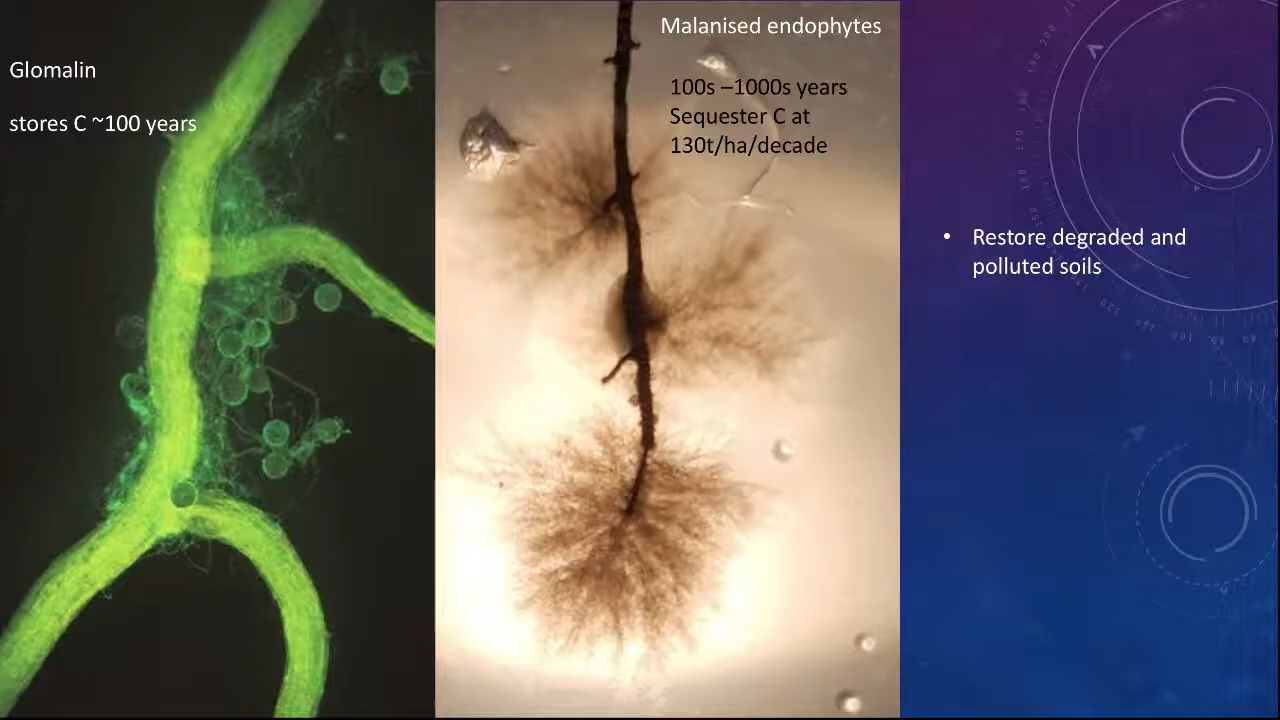 Glomalin
stores C ~100 years
Malanised endophytes
100s –1000s years
Sequester C at
130t/ha/decade
• Restore degraded and
polluted soils